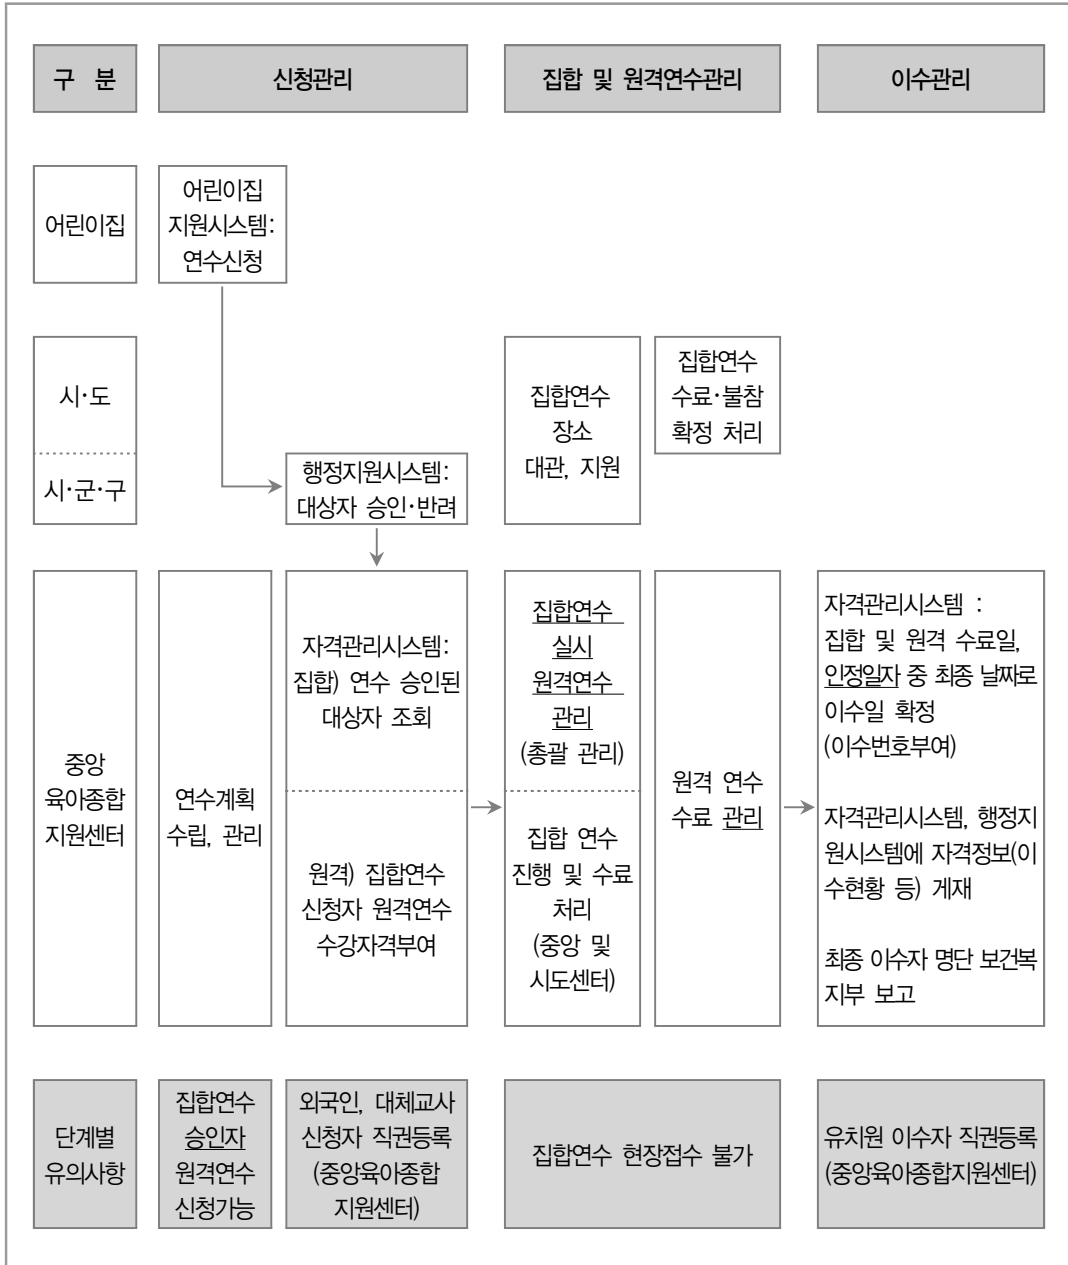 구 분
신청관리
집합 및 원격연수관리
이수관리
어린이집
어린이집
지원시스템:
연수신청
시·도
시·군·구
행정지원시스템:
대상자 승인·반려
집합연수
장소
대관, 지원
집합연수
수료·불참
확정 처리
중앙
육아종합
지원센터
연수계획
수립, 관리
자격관리시스템:
집합) 연수 승인된
대상자 조회
원격) 집합연수
신청자 원격연수
수강자격부여
집합연수
실시
원격연수
관리
(총괄 관리)
집합 연수
진행 및 수료
처리
(중앙 및
시도센터)
원격 연수
수료 관리
자격관리시스템 :
집합 및 원격 수료일,
인정일자 중 최종 날짜로
이수일 확정
(이수번호부여)
자격관리시스템, 행정지
원시스템에 자격정보(이
수현황 등) 게재
최종 이수자 명단 보건복
지부 보고
단계별
유의사항
집합연수
승인자
원격연수
신청가능
외국인, 대체교사
신청자 직권등록
(중앙육아종합
지원센터)
집합연수 현장접수 불가
유치원 이수자 직권등록
(중앙육아종합지원센터)